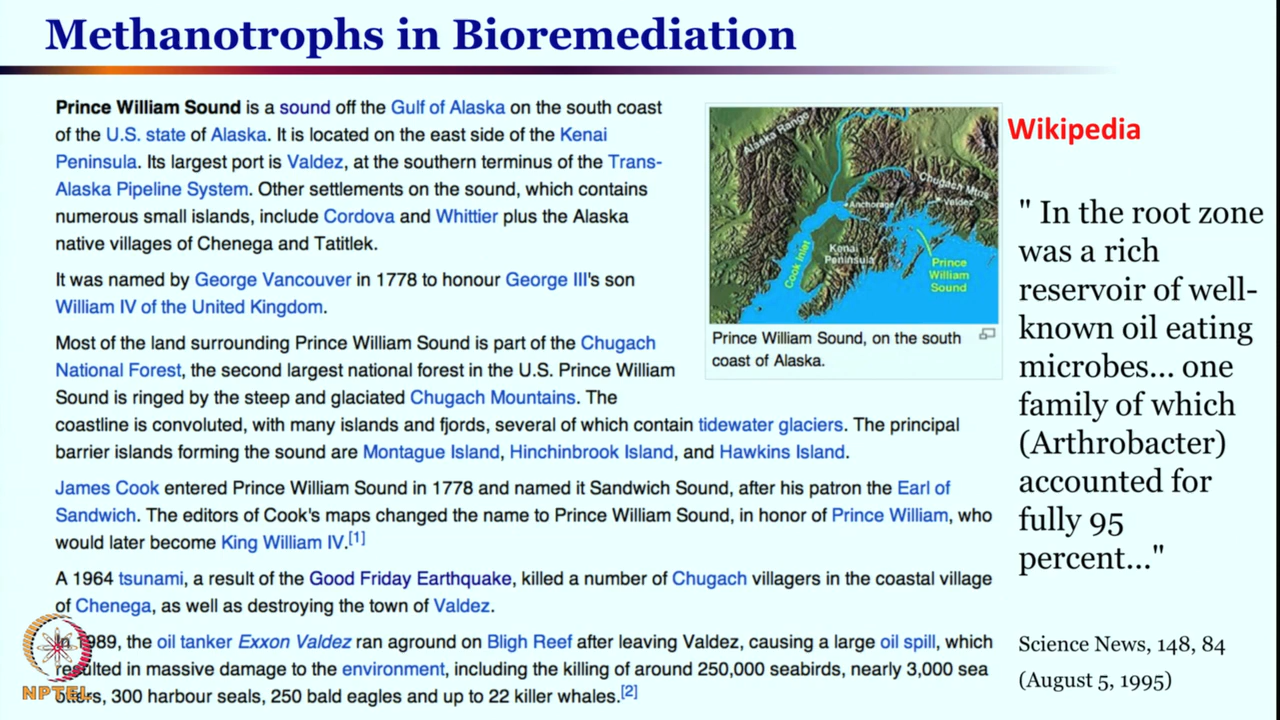 Methanotrophs in Bioremediation
Prince William Sound is a sound off the Gulf of Alaska on the south coast
of the U.S. state of Alaska. It is located on the east side of the Kenai
Peninsula. Its largest port is Valdez, at the southern terminus of the Trans-
Alaska Pipeline System. Other settlements on the sound, which contains
numerous small islands, include Cordova and Whittier plus the Alaska
native villages of Chenega and Tatitlek.
It was named by George Vancouver in 1778 to honour George III's son
William IV of the United Kingdom.
Most of the land surrounding Prince William Sound is part of the Chugach
National Forest, the second largest national forest in the U.S. Prince William
Sound is ringed by the steep and glaciated Chugach Mountains. The
coastline is convoluted, with many islands and fjords, several of which contain tidewater glaciers. The principal
barrier islands forming the sound are Montague Island, Hinchinbrook Island, and Hawkins Island.
James Cook entered Prince William Sound in 1778 and named it Sandwich Sound, after his patron the Earl of
Sandwich. The editors of Cook's maps changed the name to Prince William Sound, in honor of Prince William, who
would later become King William IV.[1]
A 1964 tsunami, a result of the Good Friday Earthquake, killed a number of Chugach villagers in the coastal village
of Chenega, as well as destroying the town of Valdez.
In 1989, the oil tanker Exxon Valdez ran aground on Bligh Reef after leaving Valdez, causing a large oil spill, which
resulted in massive damage to the environment, including the killing of around 250,000 seabirds, nearly 3,000 sea
otters, 300 harbour seals, 250 bald eagles and up to 22 killer whales.[2]
Alaska Range
Chugach Mtns
Valdez
Anchorage
Kenai
Peninsula
Cook Inlet
Prince
William
Sound
Prince William Sound, on the south
coast of Alaska.
Wikipedia
" In the root zone
was a rich
reservoir of well-
known oil eating
microbes... one
family of which
(Arthrobacter)
accounted for
fully 95
percent..."
Science News, 148, 84
(August 5, 1995)
NPTEL